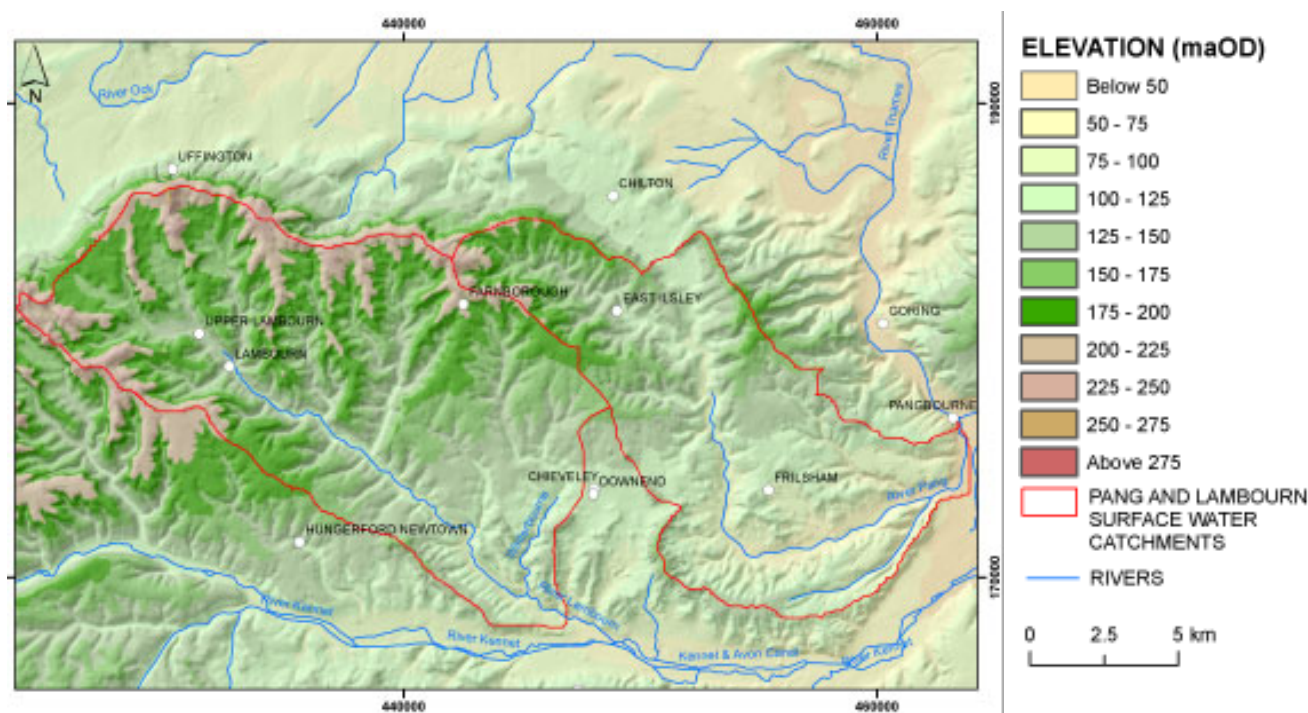 440000
460000
190000
N
River Ock
River Thames
UFFINGTON
CHILTON
FARNBOROUGH
EAST ILSLEY
GORING
UPPER LAMBOURN
LAMBOURN
PANGBOURNE
CHIEVELEY
DOWNEND
FRILSHAM
River Pang
HUNGERFORD NEWTOWN
River Lambourn
170000
River Kennet
River Kennet
Kennet & Avon Canal
River Kennet
440000
460000
ELEVATION (maOD)
Below 50
50 - 75
75 - 100
100 - 125
125 - 150
150 - 175
175 - 200
200 - 225
225 - 250
250 - 275
Above 275
PANG AND LAMBOURN
SURFACE WATER
CATCHMENTS
RIVERS
0 2.5 5 km